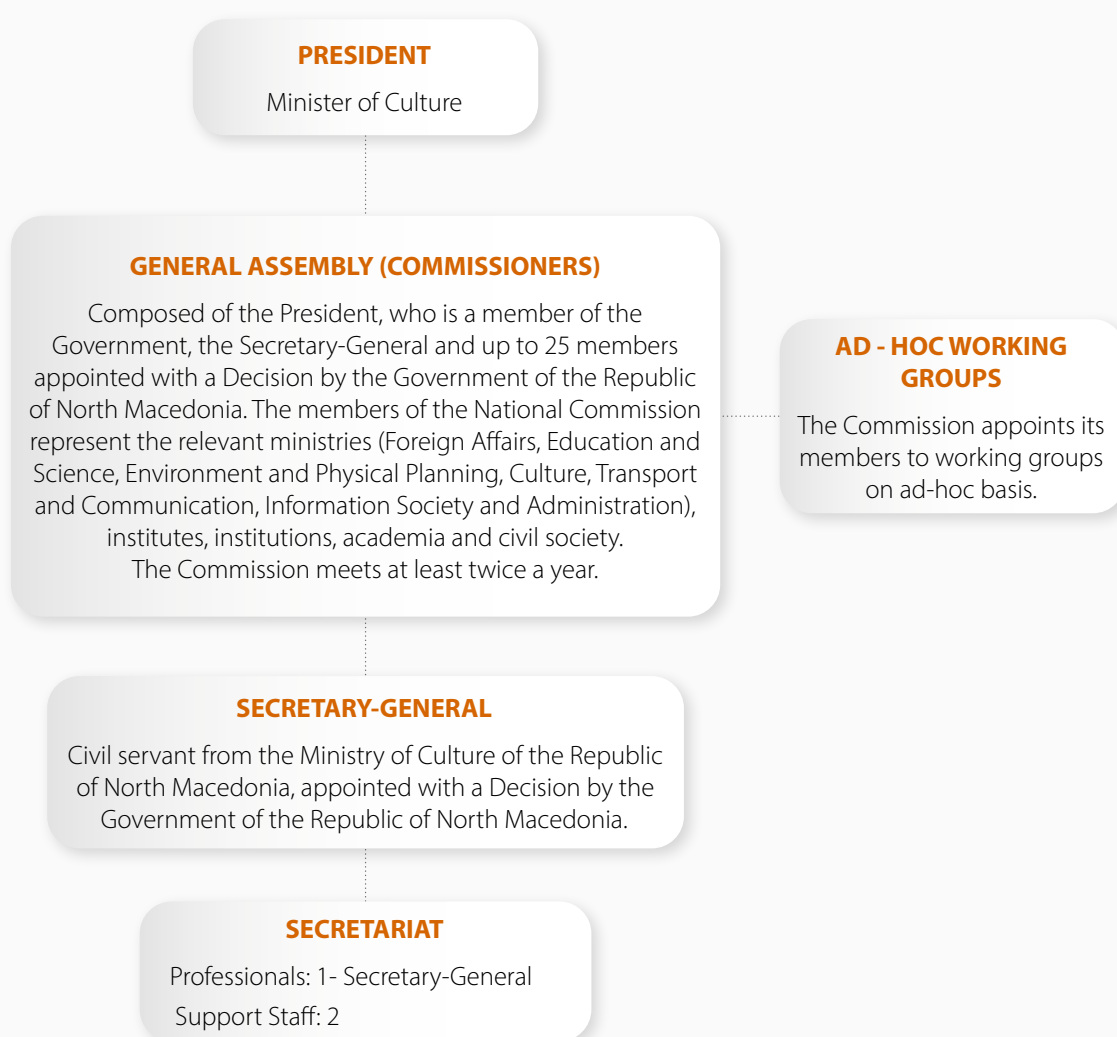 PRESIDENT
Minister of Culture
GENERAL ASSEMBLY (COMMISSIONERS)
Composed of the President, who is a member of the
Government, the Secretary-General and up to 25 members
appointed with a Decision by the Government of the Republic
of North Macedonia. The members of the National Commission
represent the relevant ministries (Foreign Affairs, Education and
Science, Environment and Physical Planning, Culture, Transport
and Communication, Information Society and Administration),
institutes, institutions, academia and civil society.
The Commission meets at least twice a year.
AD - HOC WORKING
GROUPS
The Commission appoints its
members to working groups
on ad-hoc basis.
SECRETARY-GENERAL
Civil servant from the Ministry of Culture of the Republic
of North Macedonia, appointed with a Decision by the
Government of the Republic of North Macedonia.
SECRETARIAT
Professionals: 1- Secretary-General
Support Staff: 2